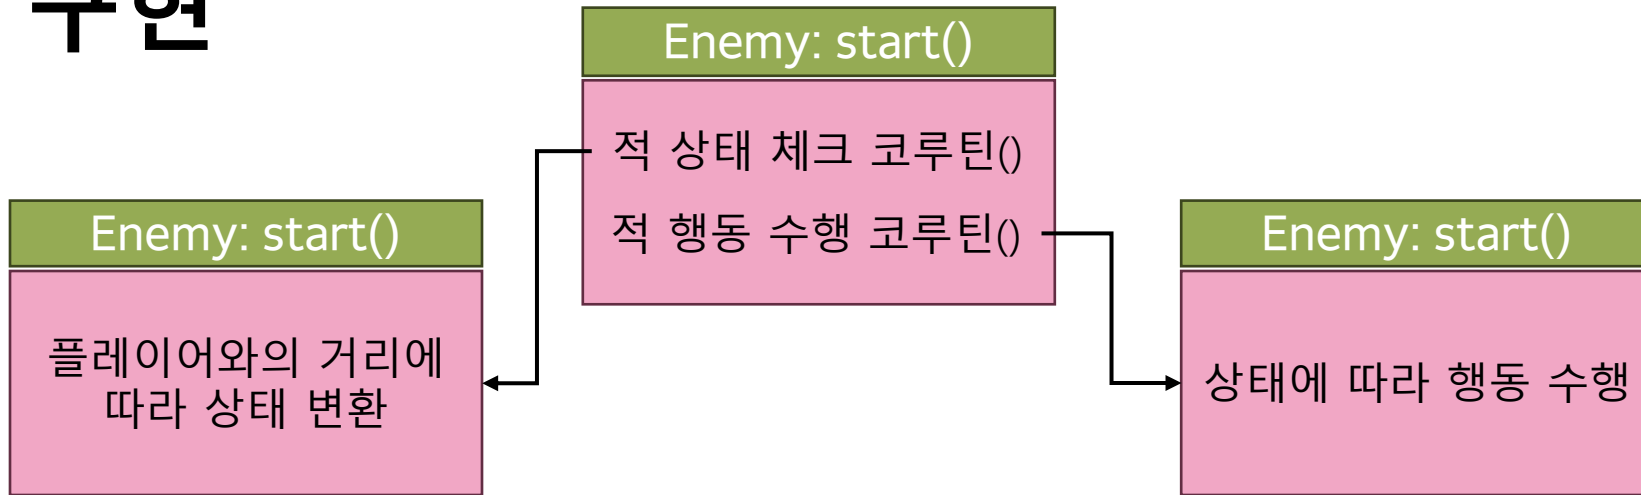 구현
Enemy: start()
적 상태 체크 코루틴()
적 행동 수행 코루틴()
Enemy: start()
플레이어와의 거리에
따라 상태 변환
Enemy: start()
상태에 따라 행동 수행